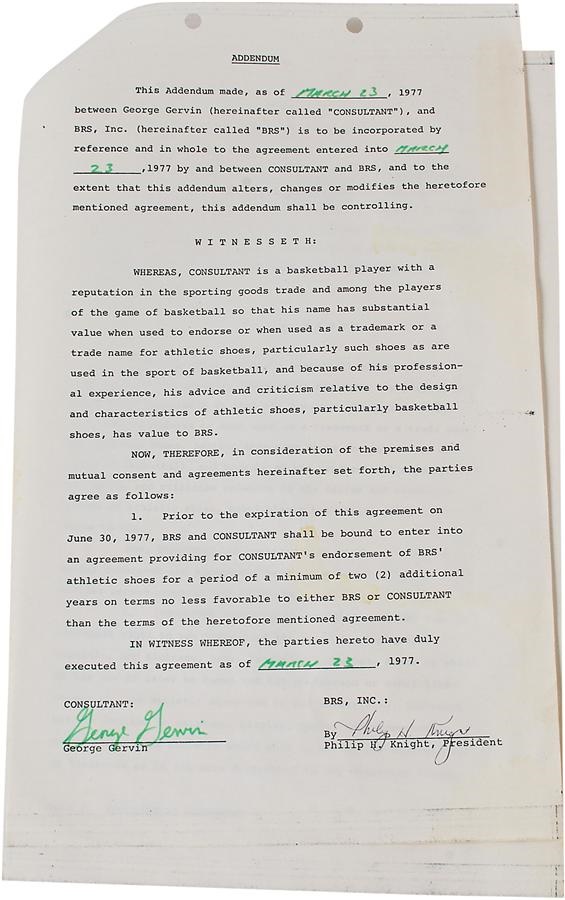 ADDENDUM
This Addendum made, as of MARCH 23, 1977
between George Gervin (hereinafter called "CONSULTANT"), and
BRS, Inc. (hereinafter called "BRS") is to be incorporated by
reference and in whole to the agreement entered into MARCH
23,1977 by and between CONSULTANT and BRS, and to the
extent that this addendum alters, changes or modifies the heretofore
mentioned agreement, this addendum shall be controlling.
W I T N E S S E T H:
WHEREAS, CONSULTANT is a basketball player with a
reputation in the sporting goods trade and among the players
of the game of basketball so that his name has substantial
value when used to endorse or when used as a trademark or a
trade name for athletic shoes, particularly such shoes as are
used in the sport of basketball, and because of his profession-
al experience, his advice and criticism relative to the design
and characteristics of athletic shoes, particularly basketball
shoes, has value to BRS.
NOW, THEREFORE, in consideration of the premises and
mutual consent and agreements hereinafter set forth, the parties
agree as follows:
1. Prior to the expiration of this agreement on
June 30, 1977, BRS and CONSULTANT shall be bound to enter into
an agreement providing for CONSULTANT's endorsement of BRS'
athletic shoes for a period of a minimum of two (2) additional
years on terms no less favorable to either BRS or CONSULTANT
than the terms of the heretofore mentioned agreement.
IN WITNESS WHEREOF, the parties hereto have duly
executed this agreement as of MARCH 23, 1977.
CONSULTANT:
George Gervin
George Gervin
BRS, INC.:
By Philip H Knight
Philip H. Knight, President